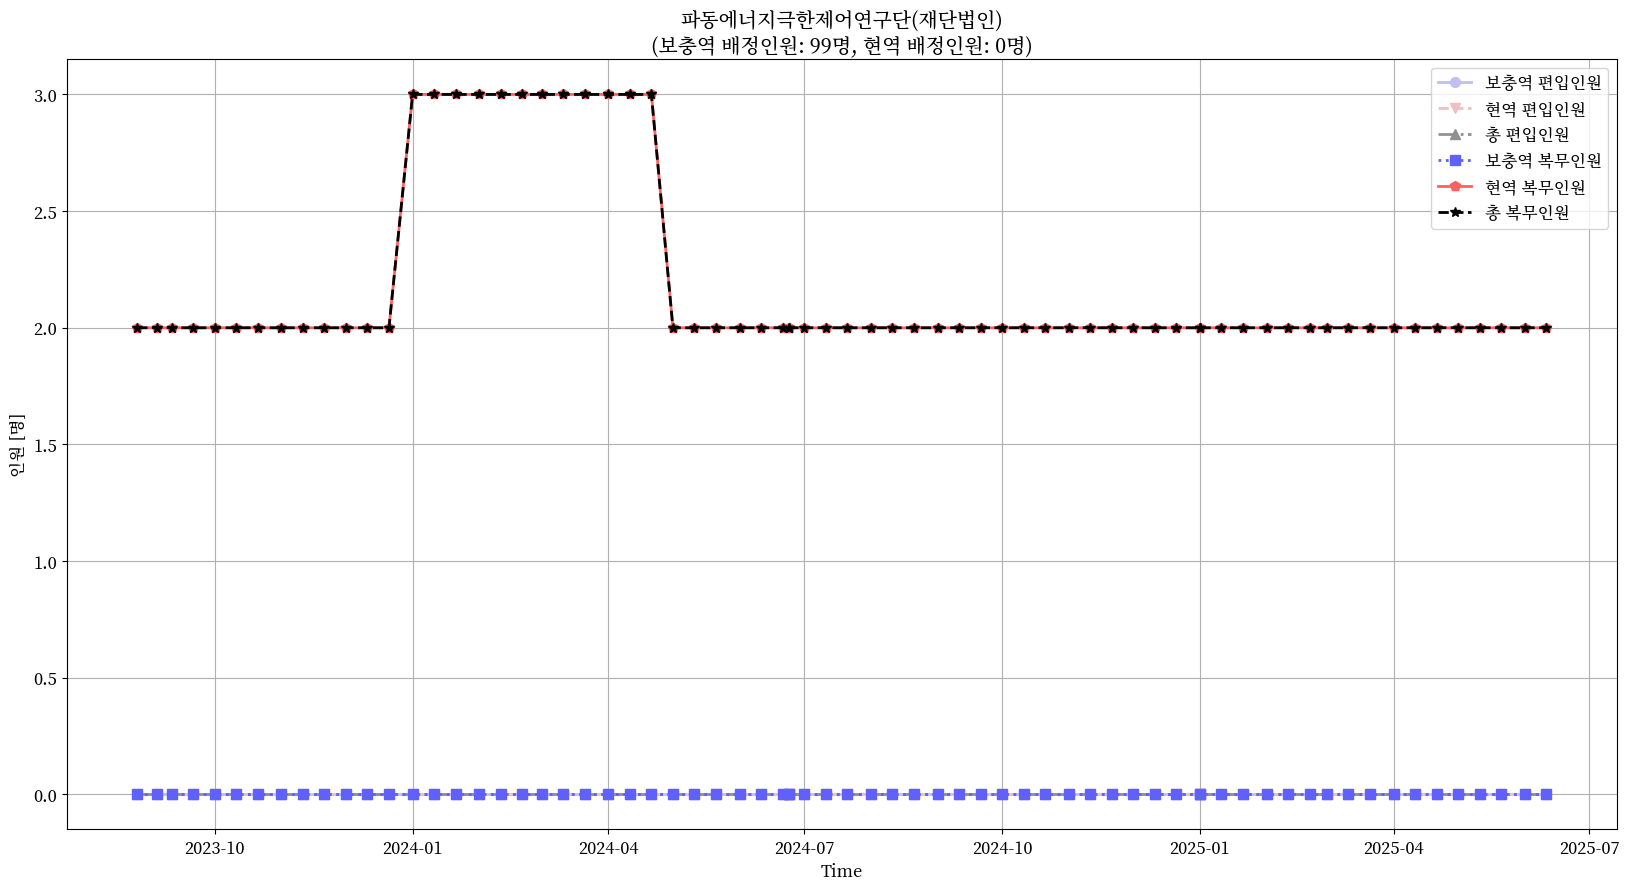 파동에너지극한제어연구단(재단법인)
(보충역 배정인원: 99명, 현역 배정인원: 0명)
보충역 편입인원
현역 편입인원
총 편입인원
보충역 복무인원
현역 복무인원
총 복무인원
인원 [명]
3.0
2.5
2.0
1.5
1.0
0.5
0.0
2023-10
2024-01
2024-04
2024-07
2024-10
2025-01
2025-04
2025-07
Time